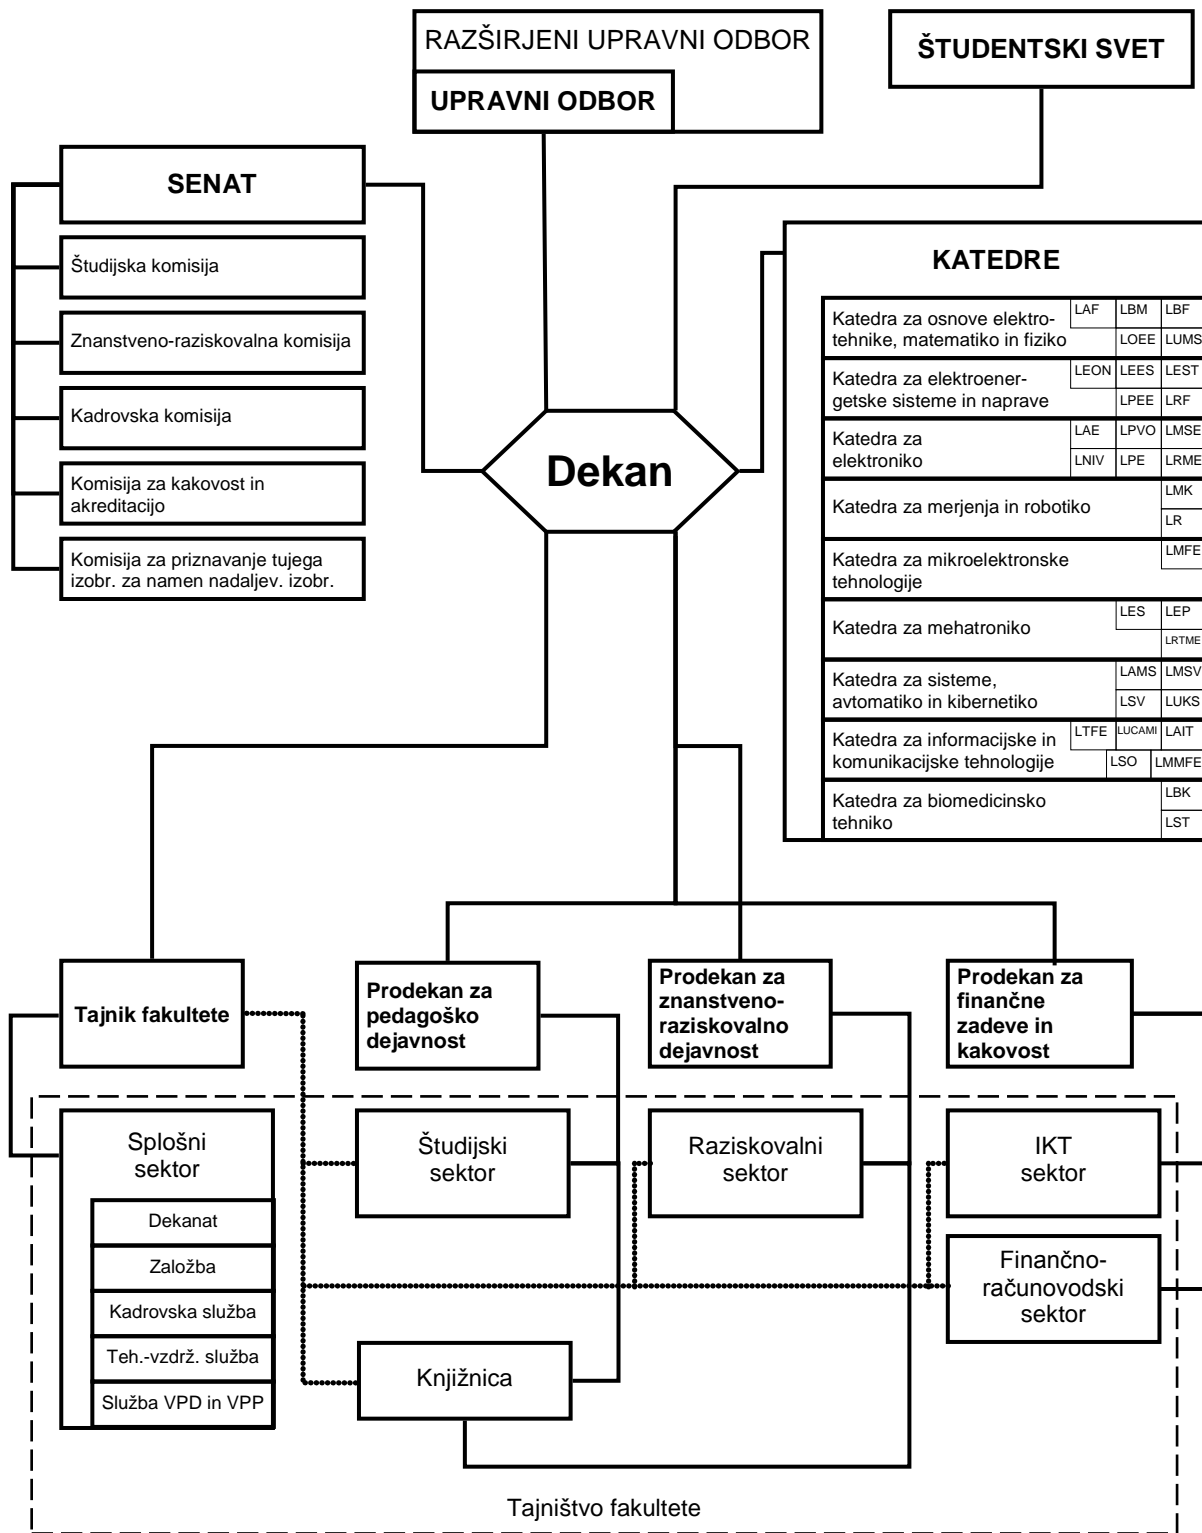 RAZŠIRJENI UPRAVNI ODBOR
UPRAVNI ODBOR
ŠTUDENTSKI SVET
SENAT
Študijska komisija
Znanstveno-raziskovalna komisija
Kadrovska komisija
Komisija za kakovost in
akreditacijo
Komisija za priznavanje tujega
izobr. za namen nadaljev. izobr.
Dekan
KATEDRE
Katedra za osnove elektro-
tehnike, matematiko in fiziko
LAF LBM LBF
LOEE LUMS
Katedra za elektroener-
getske sisteme in naprave
LEON LEES LEST
LPEE LRF
Katedra za
elektroniko
LAE LPVO LMSE
LNIV LPE LRME
Katedra za merjenja in robotiko
LMK
LR
Katedra za mikroelektronske
tehnologije
LMFE
Katedra za mehatroniko
LES LEP
LRTME
Katedra za sisteme,
avtomatiko in kibernetiko
LAMS LMSV
LSV LUKS
Katedra za informacijske in
komunikacijske tehnologije
LTFE LUCAMI LAIT
LSO LMMFE
Katedra za biomedicinsko
tehniko
LBK
LST
Tajnik fakultete
Prodekan za
pedagoško
dejavnost
Prodekan za
znanstveno-
raziskovalno
dejavnost
Prodekan za
finančne
zadeve in
kakovost
Splošni
sektor
Dekanat
Založba
Kadrovska služba
Teh.-vzdrž. služba
Služba VPD in VPP
Študijski
sektor
Raziskovalni
sektor
IKT
sektor
Finančno-
računovodski
sektor
Knjižnica
Tajništvo fakultete